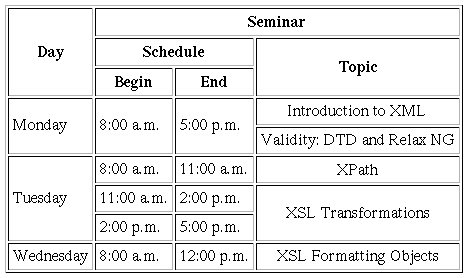 Seminar
Day
Schedule
Topic
Begin End
Monday 8:00 a.m. 5:00 p.m. Introduction to XML
Validity: DTD and Relax NG
Tuesday 8:00 a.m. 11:00 a.m. XPath
11:00 a.m. 2:00 p.m. XSL Transformations
2:00 p.m. 5:00 p.m.
Wednesday 8:00 a.m. 12:00 p.m. XSL Formatting Objects